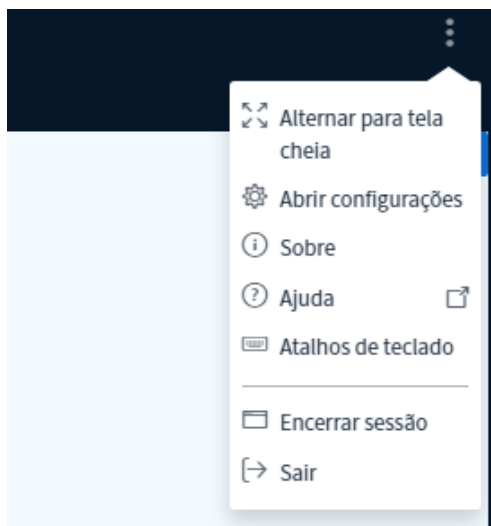 Alternar para tela
cheia
Abrir configurações
Sobre
Ajuda
Atalhos de teclado
Encerrar sessão
Sair